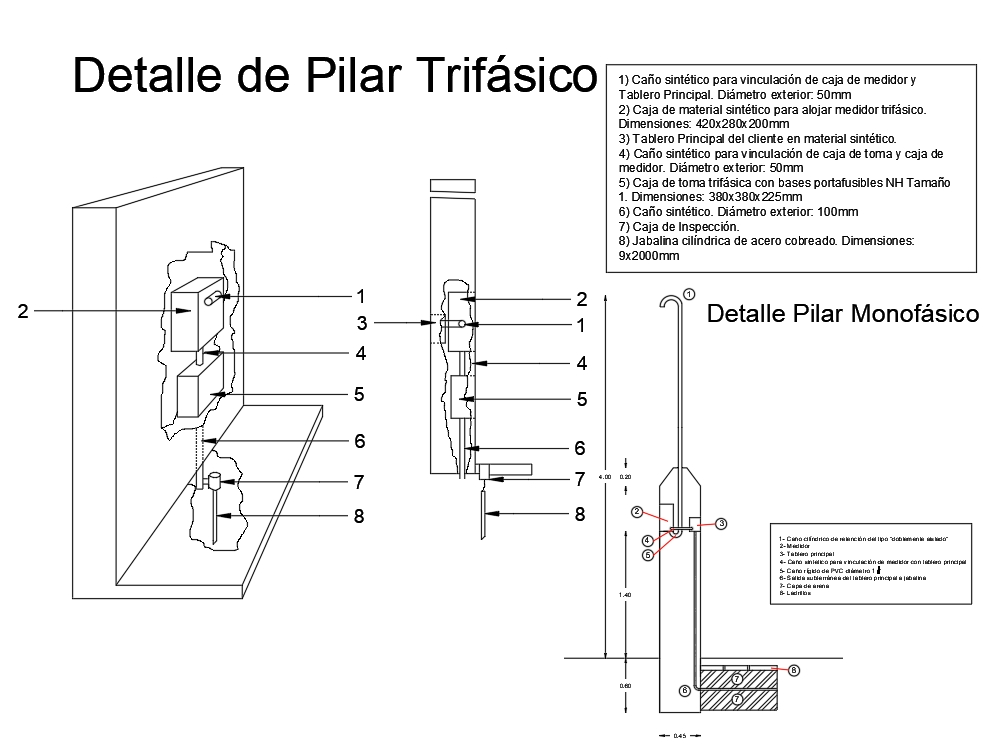 Detalle de Pilar Trifásico
1) Caño sintético para vinculación de caja de medidor y
Tablero Principal. Diámetro exterior: 50mm
2) Caja de material sintético para alojar medidor trifásico.
Dimensiones: 420x280x200mm
3) Tablero Principal del cliente en material sintético.
4) Caño sintético para vinculación de caja de toma y caja de
medidor. Diámetro exterior: 50mm
5) Caja de toma trifásica con bases portafusibles NH Tamaño
1. Dimensiones: 380x380x225mm
6) Caño sintético. Diámetro exterior: 100mm
7) Caja de Inspección.
8) Jabalina cilíndrica de acero cobreado. Dimensiones:
9x2000mm
2
1
4
5
6
7
8
3
2
1
4
5
6
7
8
Detalle Pilar Monofásico
1
4.00
0.20
2
3
4
5
1.40
0.60
6
7
7
8
0.45
1- Caño cilíndrico de retención del tipo "doblemente aislado"
2- Medidor
3- Tablero principal
4- Caño sintetico para vinculación de medidor con tablero principal
5- Caño rígido de PVC diámetro 1
6- Salida subterránea del tablero principal a jabalina
7- Capa de arena
8- Ladrillos